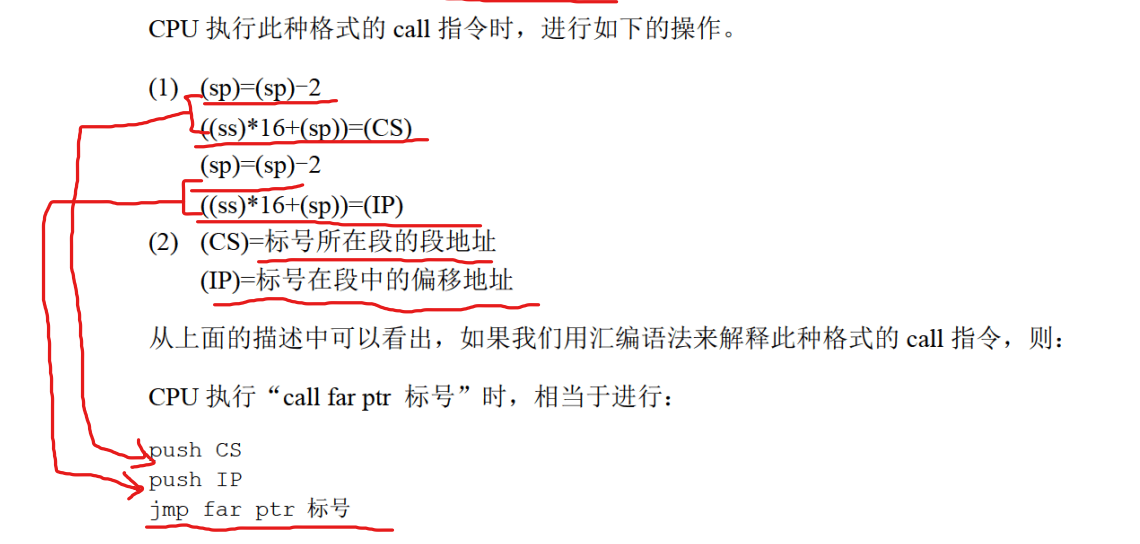 CPU 执行此种格式的 call 指令时，进行如下的操作。
(1) (sp)=(sp)−2
((ss)*16+(sp))=(CS)
(sp)=(sp)−2
((ss)*16+(sp))=(IP)
(2) (CS)=标号所在段的段地址
(IP)=标号在段中的偏移地址
从上面的描述中可以看出，如果我们用汇编语法来解释此种格式的 call 指令，则：
CPU 执行“call far ptr 标号”时，相当于进行：
push CS
push IP
jmp far ptr 标号